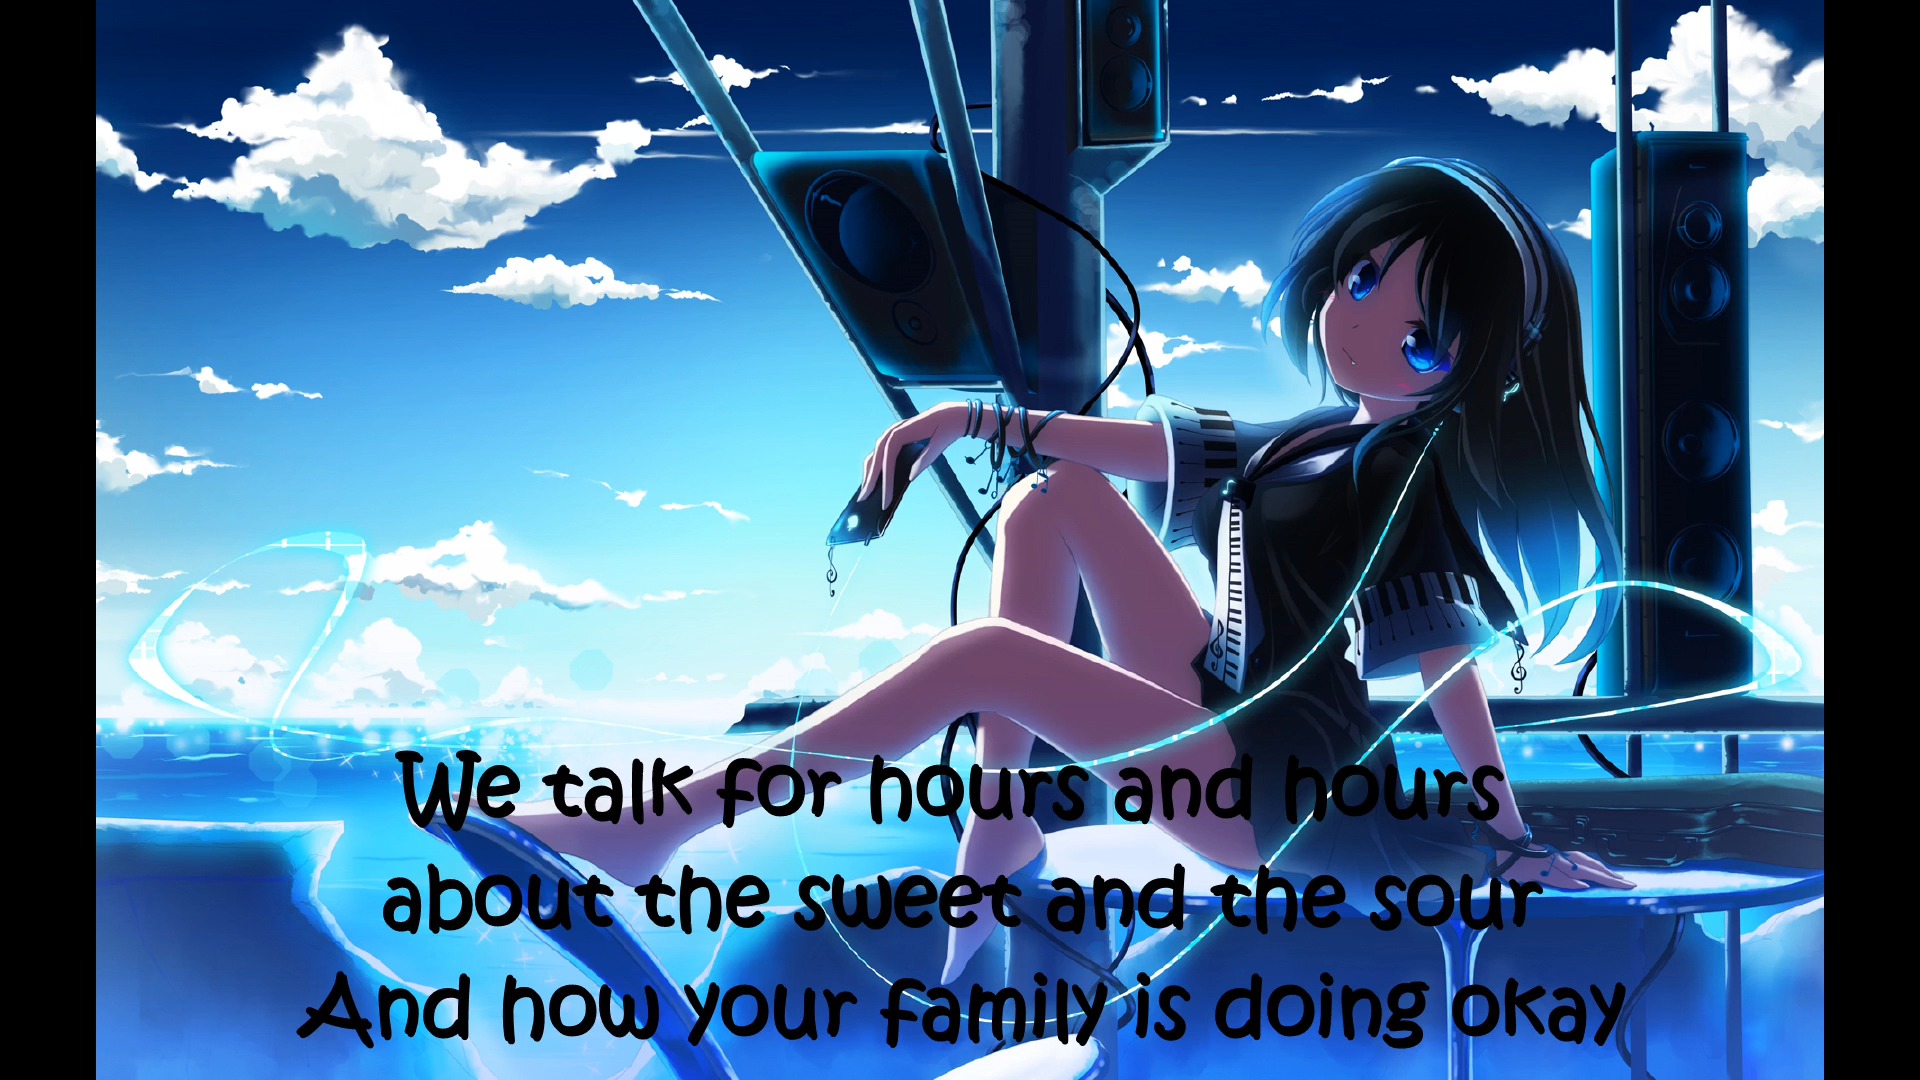 We talk for hours and hours
about the sweet and the sour
And how your family is doing okay